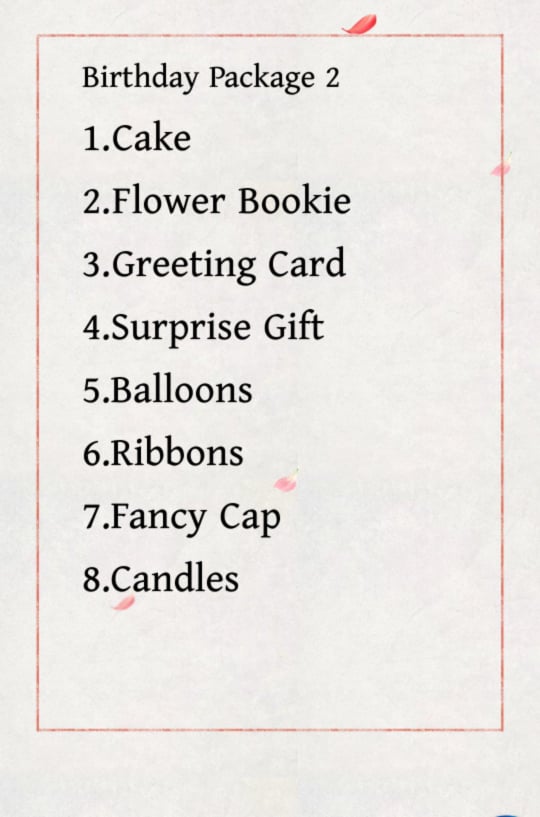 Birthday Package 2
1.Cake
2.Flower Bookie
3.Greeting Card
4.Surprise Gift
5.Balloons
6.Ribbons
7.Fancy Cap
8.Candles